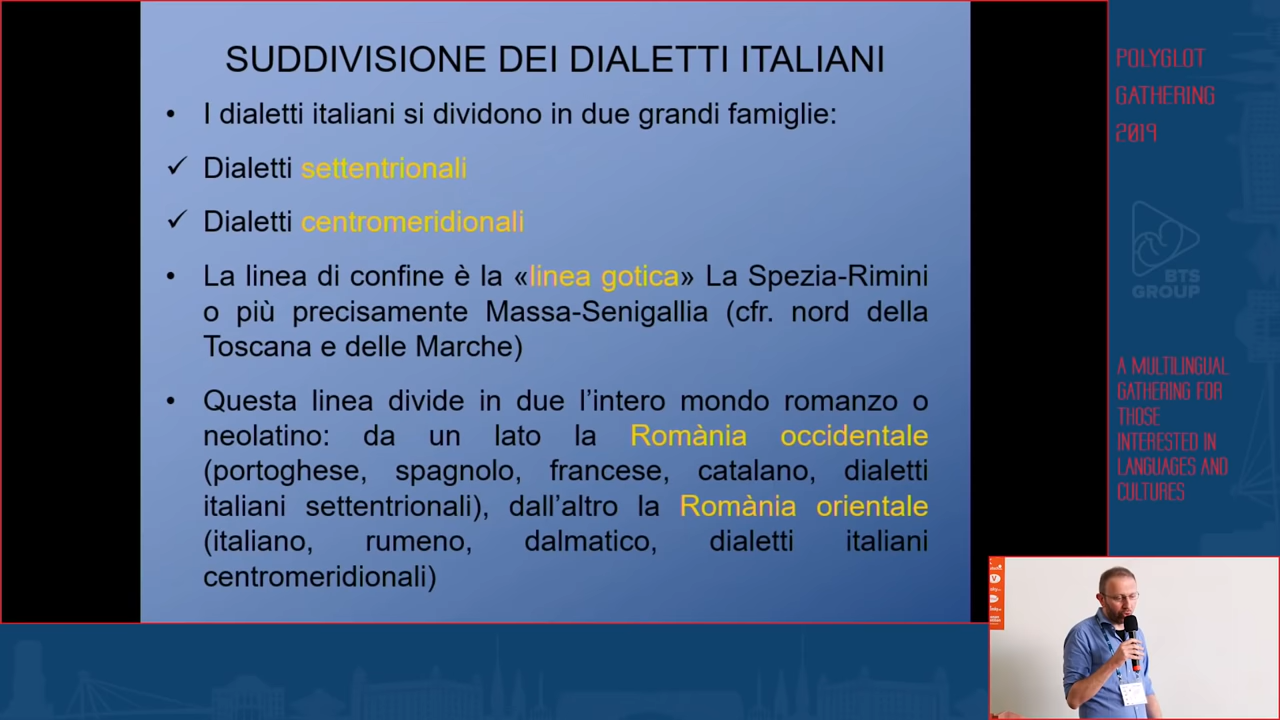 SUDDIVISIONE DEI DIALETTI ITALIANI
• I dialetti italiani si dividono in due grandi famiglie:
✓ Dialetti settentrionali
✓ Dialetti centromeridionali
• La linea di confine è la «linea gotica» La Spezia-Rimini
o più precisamente Massa-Senigallia (cfr. nord della
Toscana e delle Marche)
• Questa linea divide in due l’intero mondo romanzo o
neolatino: da un lato la Romània occidentale
(portoghese, spagnolo, francese, catalano, dialetti
italiani settentrionali), dall’altro la Romània orientale
(italiano, rumeno, dalmatico, dialetti italiani
centromeridionali)
POLYGLOT
GATHERING
2019
BTS
GROUP
A MULTILINGUAL
GATHERING FOR
THOSE
INTERESTED IN
LANGUAGES AND
CULTURES